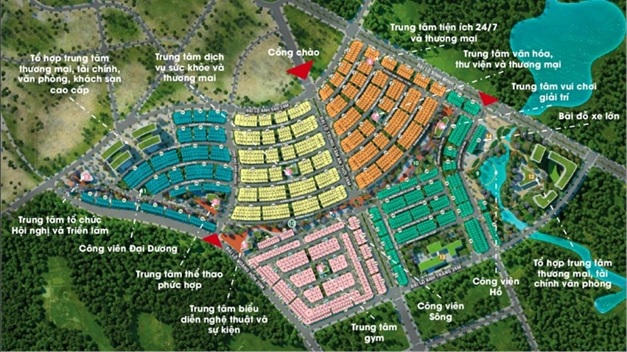 Trung tâm tiện ích 24/7
và thương mại
Cổng chào
Trung tâm văn hóa,
thư viện và thương mại
Tổ hợp trung tâm
thương mại, tài chính,
văn phòng, khách sạn
cao cấp
Trung tâm dịch
vụ sức khỏe và
thương mại
Trung tâm vui chơi
giải trí
Bãi đỗ xe lớn
Trung tâm tổ chức
Hội nghị và Triển lãm
Công viên Đại Dương
Trung tâm thể thao
phức hợp
Trung tâm biểu
diễn nghệ thuật và
sự kiện
Trung tâm
gym
Công viên
Sông
Công viên
Hồ
Tổ hợp trung tâm
thương mại, tài
chính văn phòng